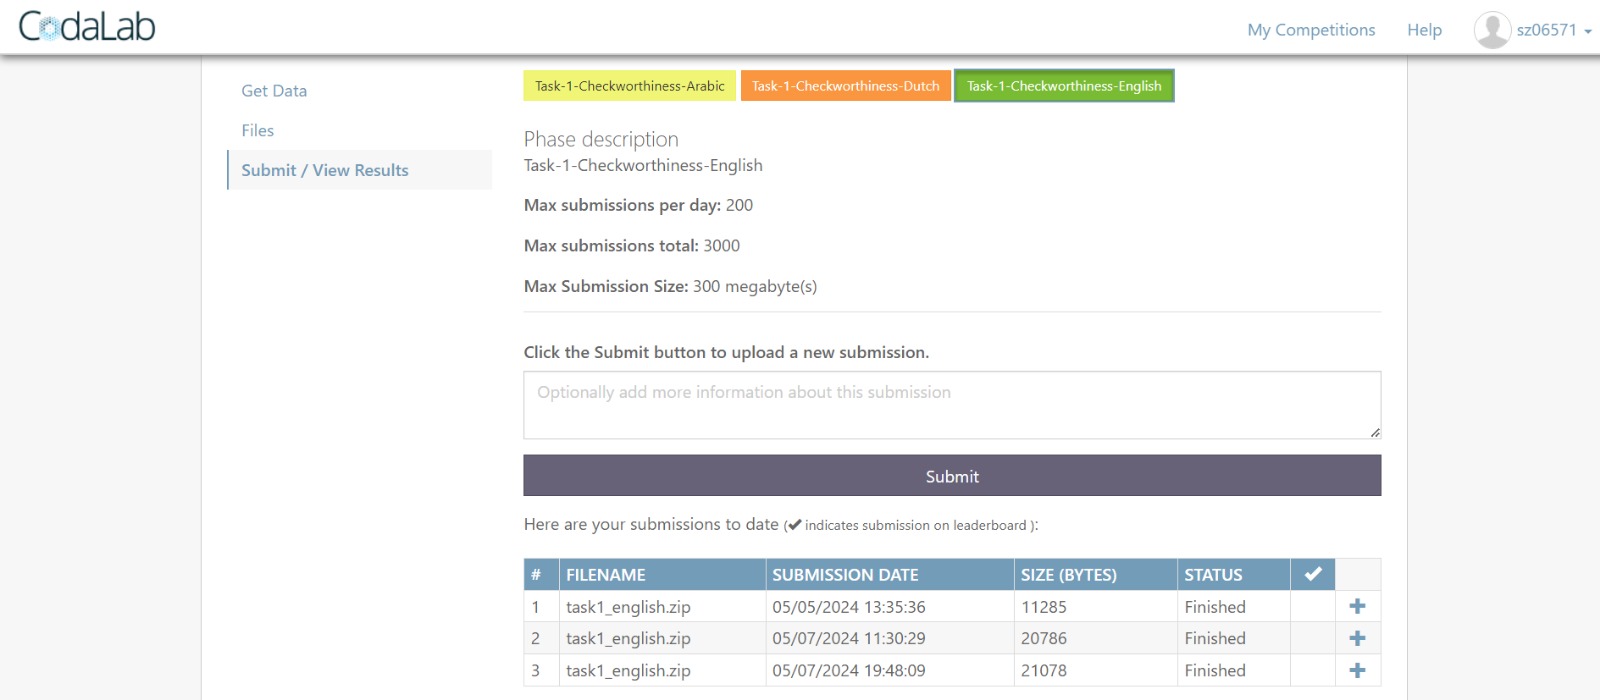 CodaLab
My Competitions Help sz06571
Get Data
Files
Submit / View Results
Task-1-Checkworthiness-Arabic Task-1-Checkworthiness-Dutch Task-1-Checkworthiness-English
Phase description
Task-1-Checkworthiness-English
Max submissions per day: 200
Max submissions total: 3000
Max Submission Size: 300 megabyte(s)
Click the Submit button to upload a new submission.
Optionally add more information about this submission
Submit
Here are your submissions to date (✔ indicates submission on leaderboard ):
# FILENAME SUBMISSION DATE SIZE (BYTES) STATUS ✔
1 task1_english.zip 05/05/2024 13:35:36 11285 Finished +
2 task1_english.zip 05/07/2024 11:30:29 20786 Finished +
3 task1_english.zip 05/07/2024 19:48:09 21078 Finished +